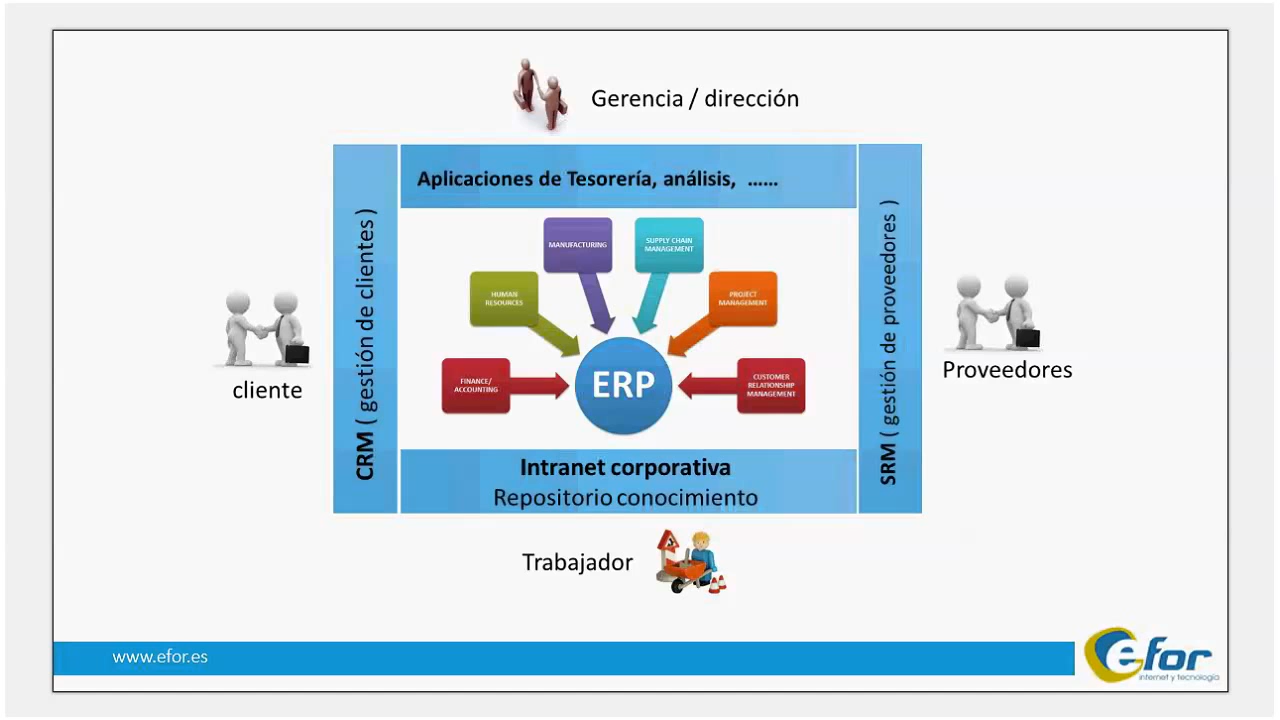 Gerencia / dirección
Aplicaciones de Tesorería, análisis, ......
CRM ( gestión de clientes )
MANUFACTURING
SUPPLY CHAIN
MANAGEMENT
HUMAN
RESOURCES
PROJECT
MANAGEMENT
FINANCE/
ACCOUNTING
ERP
CUSTOMER
RELATIONSHIP
MANAGEMENT
SRM ( gestión de proveedores )
cliente
Proveedores
Intranet corporativa
Repositorio conocimiento
Trabajador
www.efor.es
efor
internet y tecnología